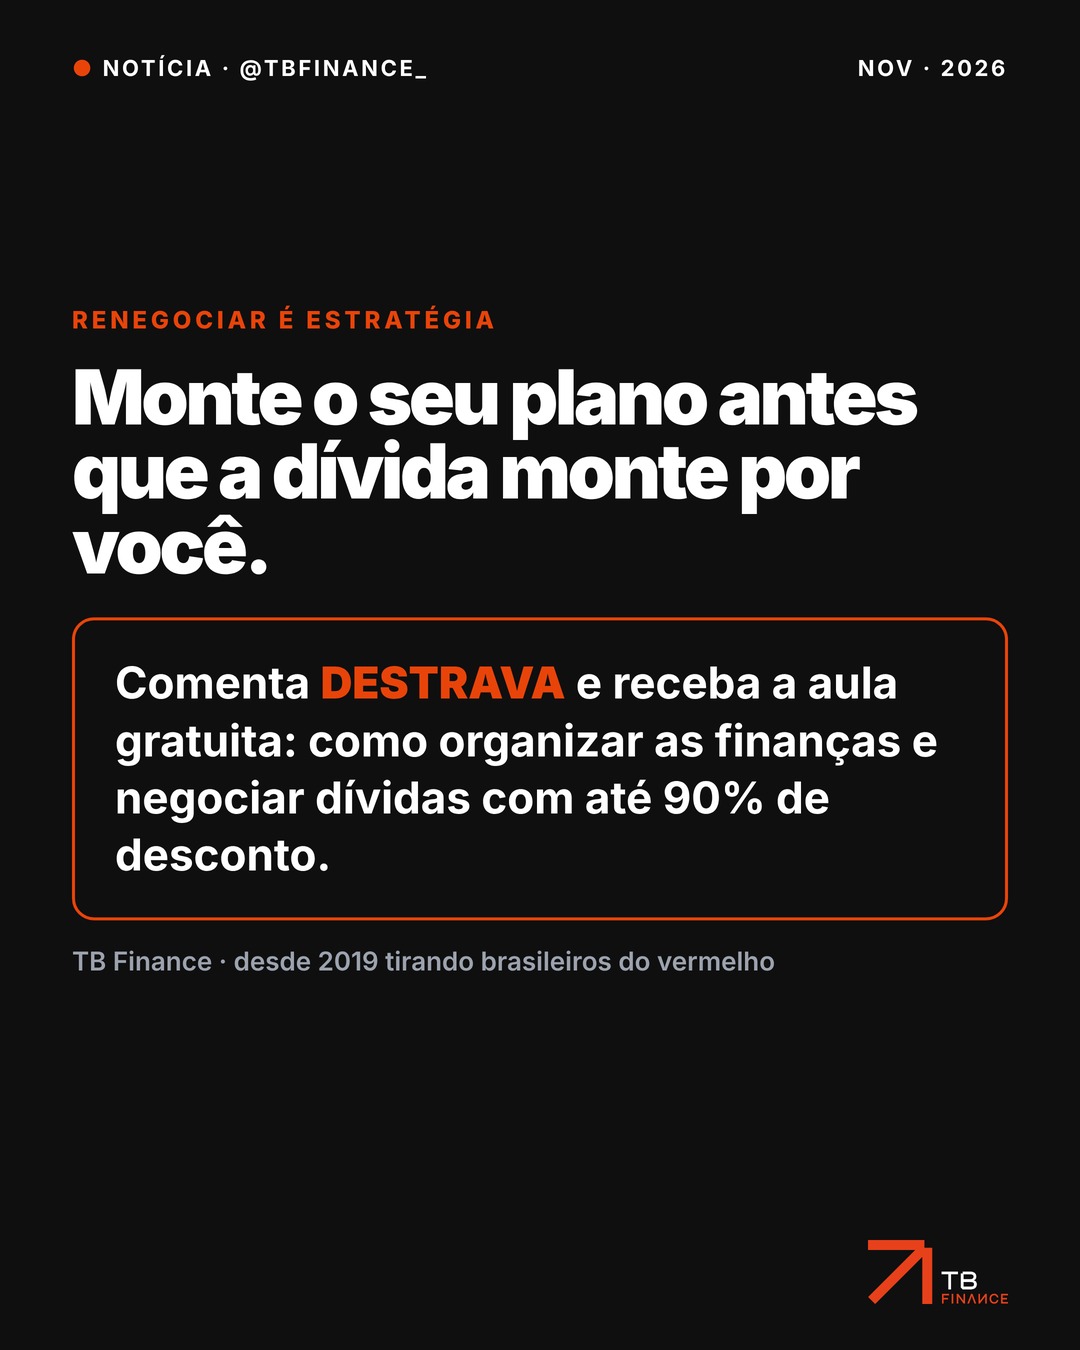 NOTÍCIA · @TBFINANCE_
NOV · 2026
RENEGOCIAR É ESTRATÉGIA
Monte o seu plano antes
que a dívida monte por
você.
Comenta DESTRAVA e receba a aula
gratuita: como organizar as finanças e
negociar dívidas com até 90% de
desconto.
TB Finance · desde 2019 tirando brasileiros do vermelho
TB
FINANCE